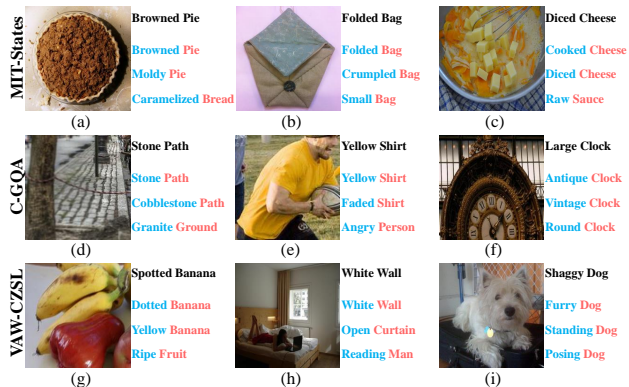 MIT-States
Browned Pie
Browned Pie
Moldy Pie
Caramelized Bread
(a)
Folded Bag
Folded Bag
Crumpled Bag
Small Bag
(b)
Diced Cheese
Cooked Cheese
Diced Cheese
Raw Sauce
(c)
C-GQA
Stone Path
Stone Path
Cobblestone Path
Granite Ground
(d)
Yellow Shirt
Yellow Shirt
Faded Shirt
Angry Person
(e)
Large Clock
Antique Clock
Vintage Clock
Round Clock
(f)
VAW-CZSL
Spotted Banana
Dotted Banana
Yellow Banana
Ripe Fruit
(g)
White Wall
White Wall
Open Curtain
Reading Man
(h)
Shaggy Dog
Furry Dog
Standing Dog
Posing Dog
(i)